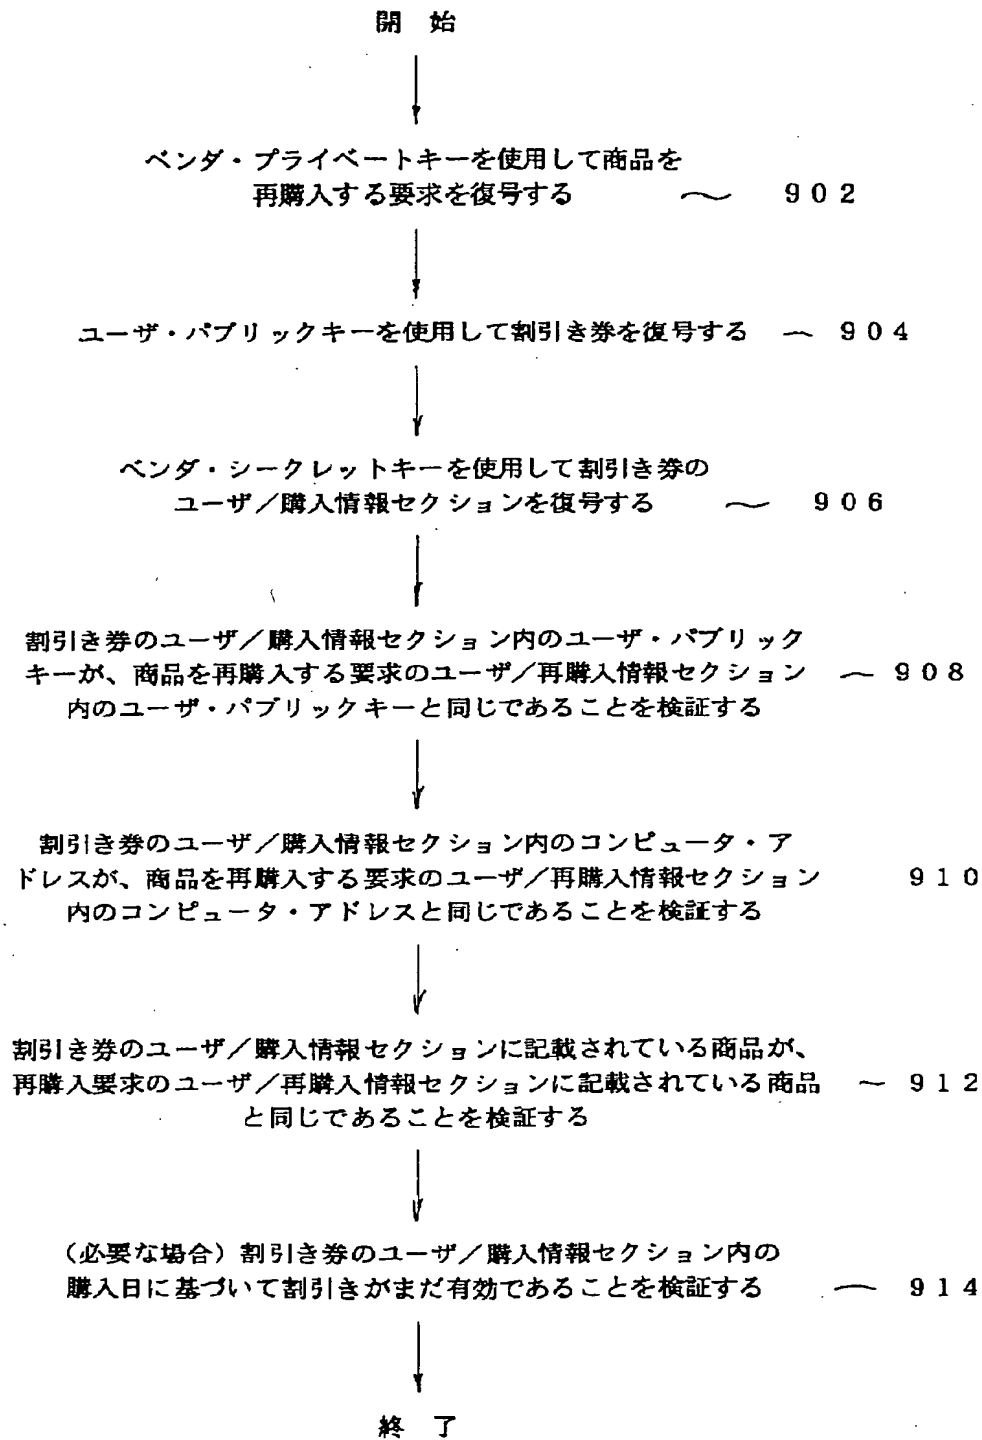 開 始
ベンダ・プライベートキーを使用して商品を
再購入する要求を復号する 〜 902
ユーザ・パブリックキーを使用して割引き券を復号する 〜 904
ベンダ・シークレットキーを使用して割引き券の
ユーザ/購入情報セクションを復号する 〜 906
割引き券のユーザ/購入情報セクション内のユーザ・パブリック
キーが、商品を再購入する要求のユーザ/再購入情報セクション 〜 908
内のユーザ・パブリックキーと同じであることを検証する
割引き券のユーザ/購入情報セクション内のコンピュータ・ア
ドレスが、商品を再購入する要求のユーザ/再購入情報セクション 910
内のコンピュータ・アドレスと同じであることを検証する
割引き券のユーザ/購入情報セクションに記載されている商品が、
再購入要求のユーザ/再購入情報セクションに記載されている商品 〜 912
と同じであることを検証する
(必要な場合)割引き券のユーザ/購入情報セクション内の
購入日に基づいて割引きがまだ有効であることを検証する 〜 914
終 了